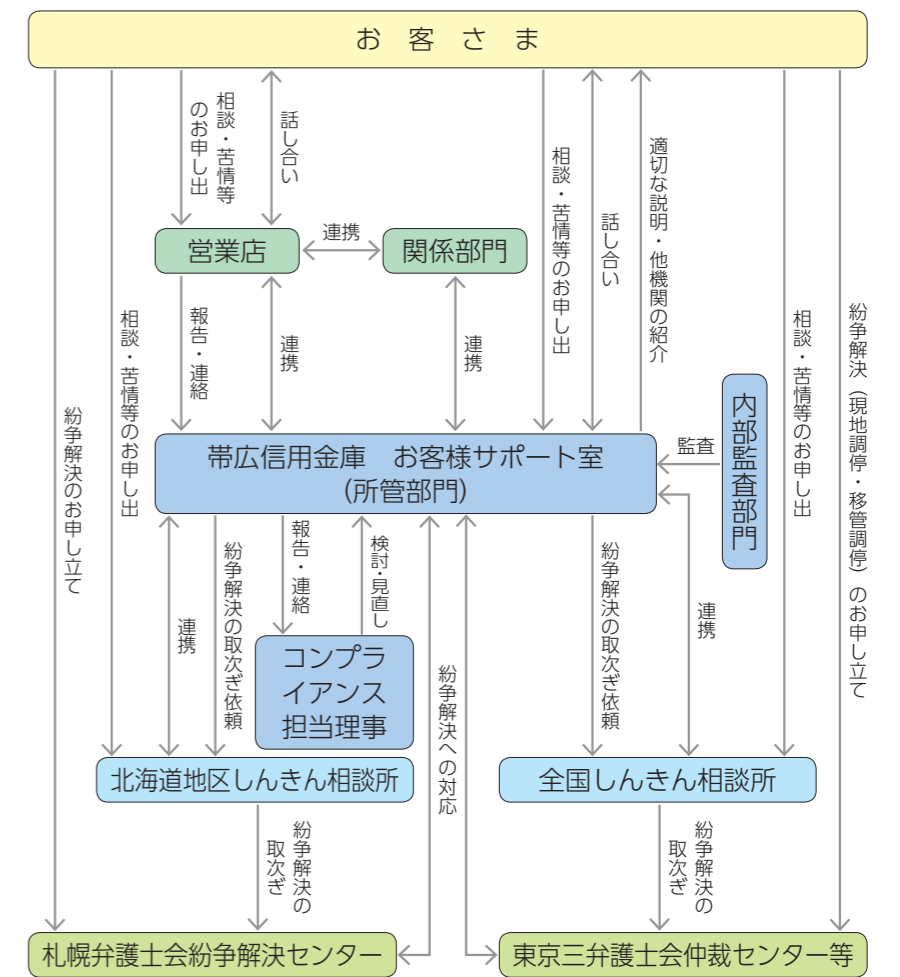 お客さま
相談・苦情等
のお申し出
話し合い
営業店
連携
関係部門
相談・苦情等のお申し出
話し合い
適切な説明・他機関の紹介
報告・連絡
連携
連携
相談・苦情等のお申し出
紛争解決のお申し立て
相談・苦情等のお申し出
紛争解決（現地調停・移管調停）のお申し立て
内部監査部門
監査
帯広信用金庫　お客様サポート室
(所管部門)
連携
紛争解決の取次ぎ依頼
報告・連絡
検討・見直し
コンプラ
イアンス
担当理事
紛争解決への対応
紛争解決の取次ぎ依頼
連携
北海道地区しんきん相談所
全国しんきん相談所
紛争解決の
取次ぎ
紛争解決の
取次ぎ
札幌弁護士会紛争解決センター
東京三弁護士会仲裁センター等